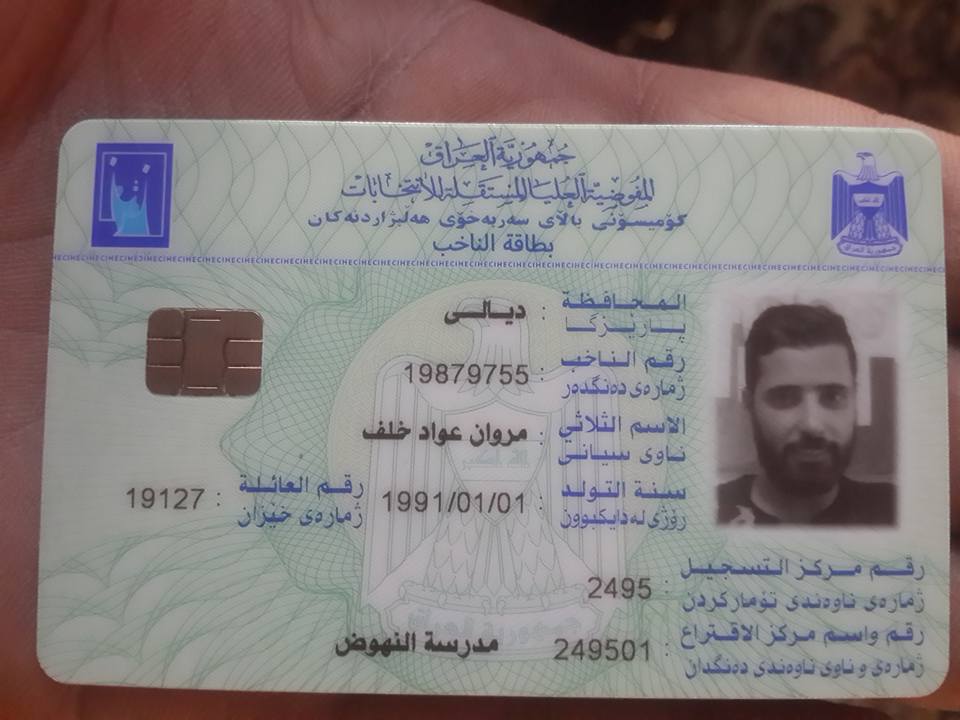 جمهورية العراق
المفوضية العليا المستقلة للانتخابات
كۆمیسۆنی باڵای سەربەخۆی هەڵبژاردنەکان
بطاقة الناخب
المحافظة : ديالى
پارێزگا
رقم الناخب : 19879755
ژمارەی دەنگدەر
الاسم الثلاثي : مروان عواد خلف
ناوی سیانی
سنة التولد : 1991/01/01 رقم العائلة : 19127
رۆژی لەدایکبوون ژمارەی خێزان
رقم مركز التسجيل : 2495
ژمارەی ناوەندی تۆمارکردن
رقم واسم مركز الاقتراع : 249501 مدرسة النهوض
ژمارەی و ناوی ناوەندی دەنگدان